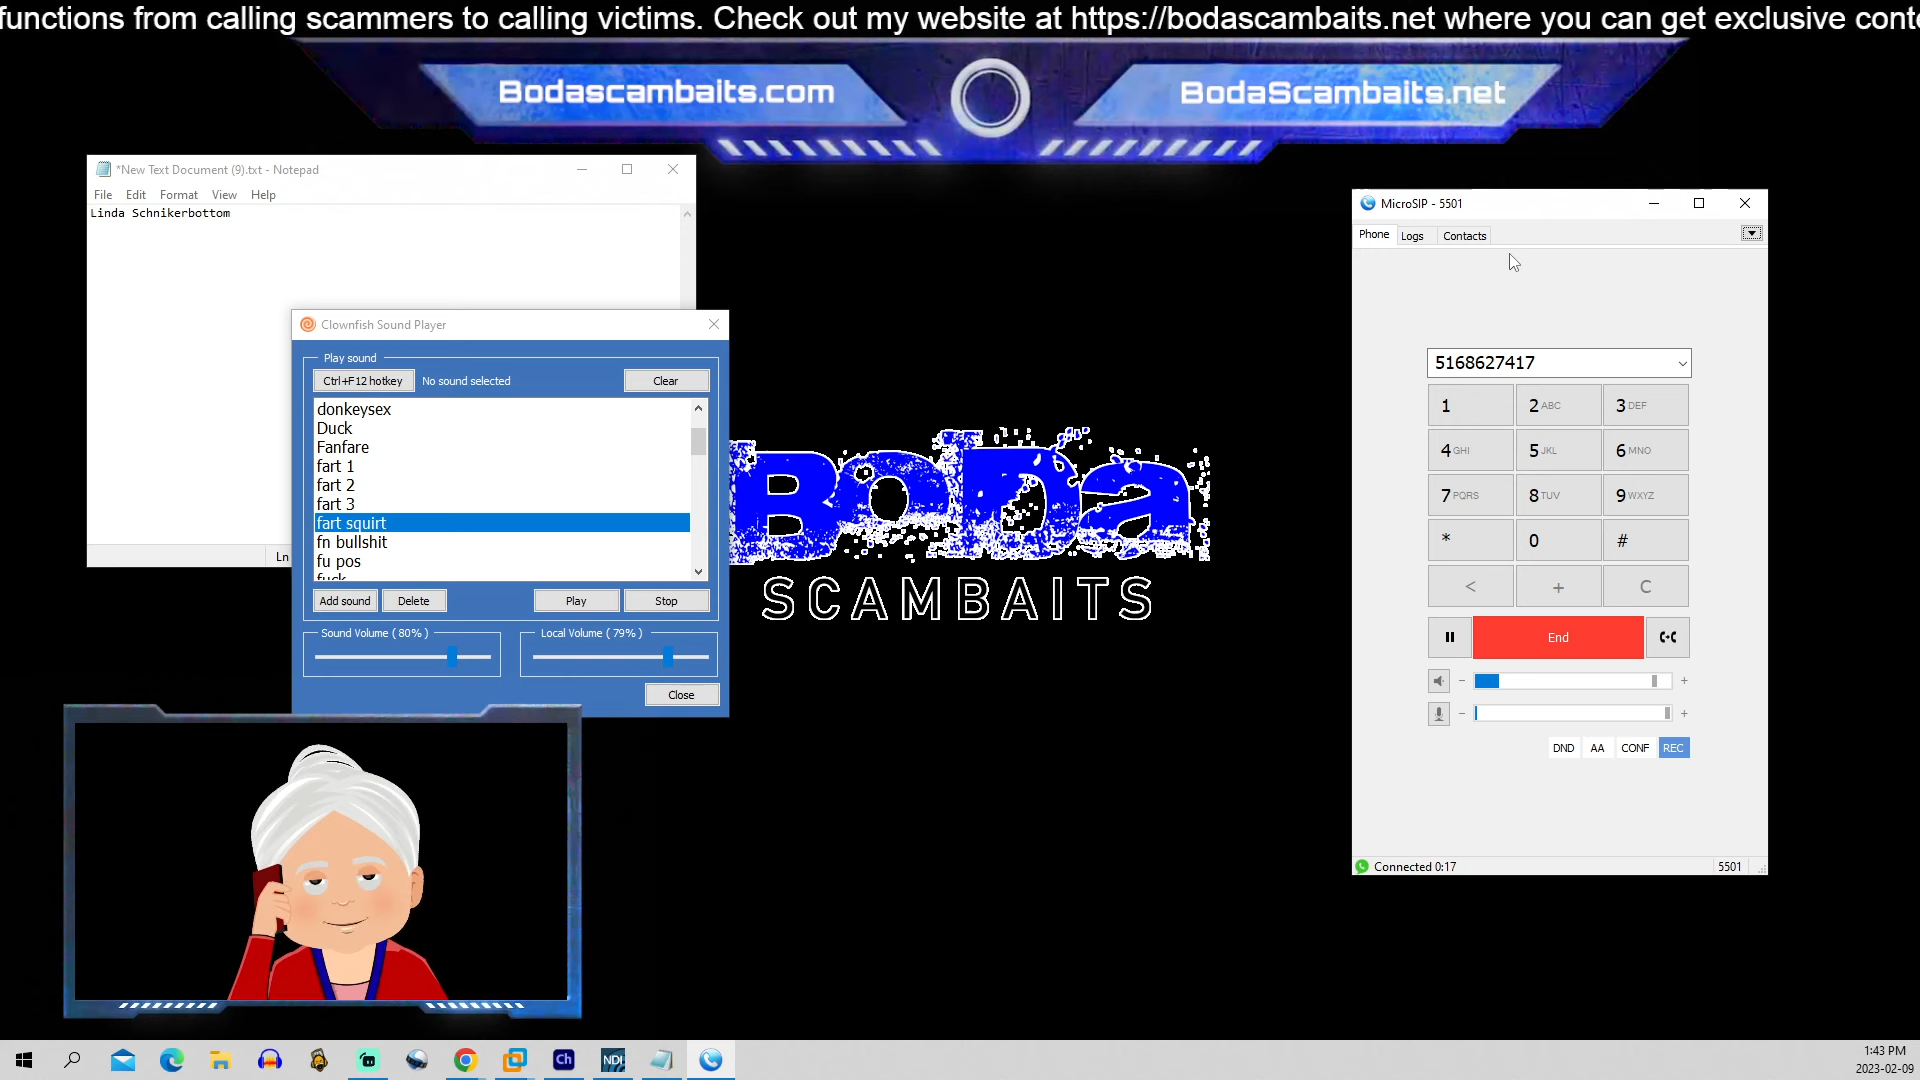 functions from calling scammers to calling victims. Check out my website at https://bodascambaits.net where you can get exclusive conte
Bodascambaits.com
BodaScambaits.net
*New Text Document (9).txt - Notepad
File Edit Format View Help
Linda Schnikerbottom
Ln
Clownfish Sound Player
Play sound
Ctrl+F12 hotkey
No sound selected
Clear
donkeysex
Duck
Fanfare
fart 1
fart 2
fart 3
fart squirt
fn bullshit
fu pos
fuck
Add sound
Delete
Play
Stop
Sound Volume ( 80% )
Local Volume ( 79% )
Close
BoDa
SCAMBAITS
MicroSIP - 5501
Phone Logs Contacts
5168627417
1 2 ABC 3 DEF
4 GHI 5 JKL 6 MNO
7 PQRS 8 TUV 9 WXYZ
* 0 #
< + C
End
- +
- +
DND AA CONF REC
Connected 0:17
5501
Ch
NDI
1:43 PM
2023-02-09